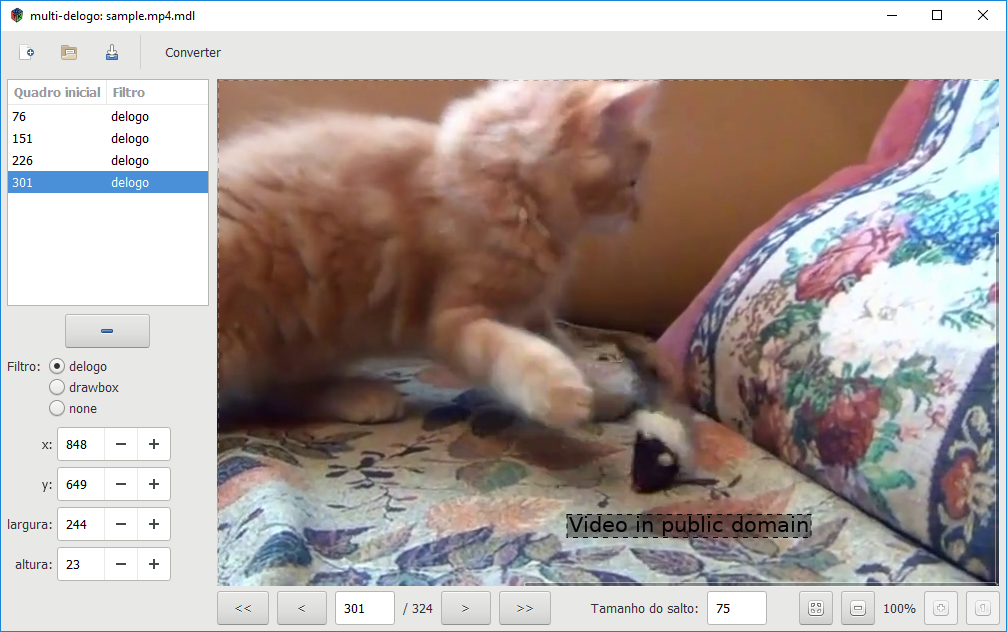 multi-delogo: sample.mp4.mdl
Converter
Quadro inicial Filtro
76 delogo
151 delogo
226 delogo
301 delogo
Filtro: delogo
drawbox
none
x: 848
y: 649
largura: 244
altura: 23
Video in public domain
<< < 301 / 324 > >> Tamanho do salto: 75 100%